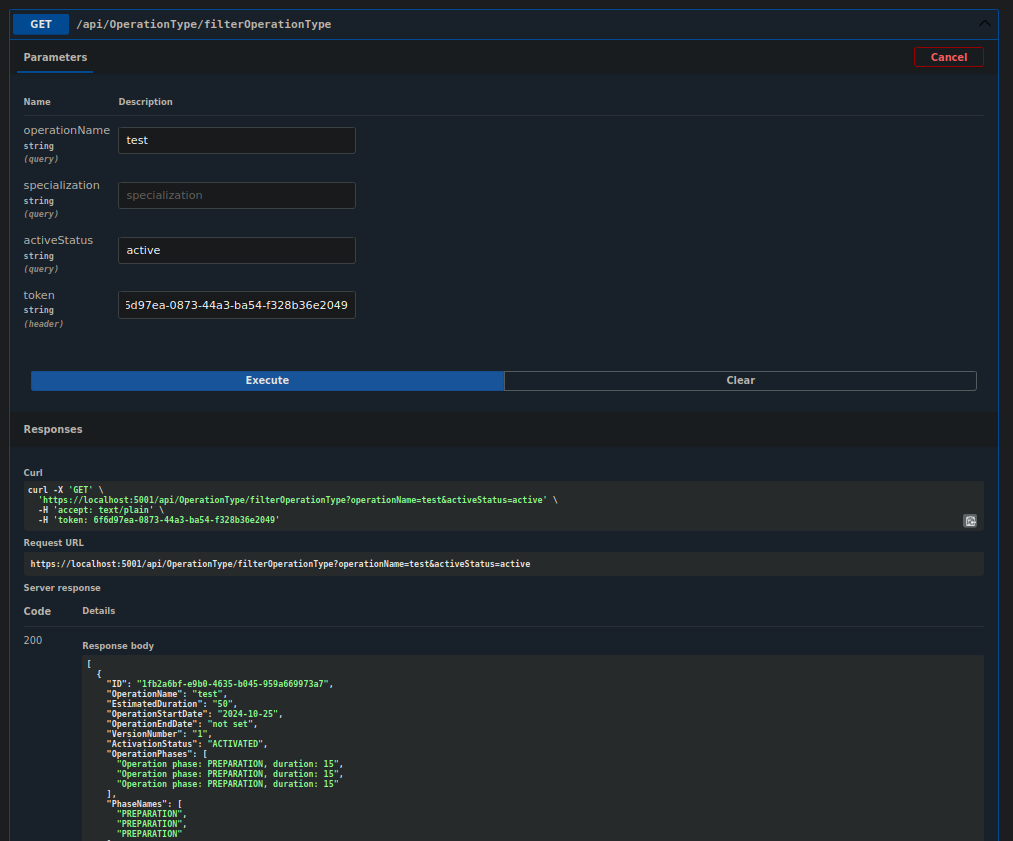 GET /api/OperationType/filterOperationType
Parameters
Cancel
Name Description
operationName
string
(query)
test
specialization
string
(query)
specialization
activeStatus
string
(query)
active
token
string
(header)
6d97ea-0873-44a3-ba54-f328b36e2049
Execute
Clear
Responses
Curl
curl -X 'GET' \
'https://localhost:5001/api/OperationType/filterOperationType?operationName=test&activeStatus=active' \
-H 'accept: text/plain' \
-H 'token: 6f6d97ea-0873-44a3-ba54-f328b36e2049'
Request URL
https://localhost:5001/api/OperationType/filterOperationType?operationName=test&activeStatus=active
Server response
Code Details
200
Response body
[
{
"ID": "1fb2a6bf-e9b0-4635-b045-959a669973a7",
"OperationName": "test",
"EstimatedDuration": "50",
"OperationStartDate": "2024-10-25",
"OperationEndDate": "not set",
"VersionNumber": "1",
"ActivationStatus": "ACTIVATED",
"OperationPhases": [
"Operation phase: PREPARATION, duration: 15",
"Operation phase: PREPARATION, duration: 15",
"Operation phase: PREPARATION, duration: 15"
],
"PhaseNames": [
"PREPARATION",
"PREPARATION",
"PREPARATION"